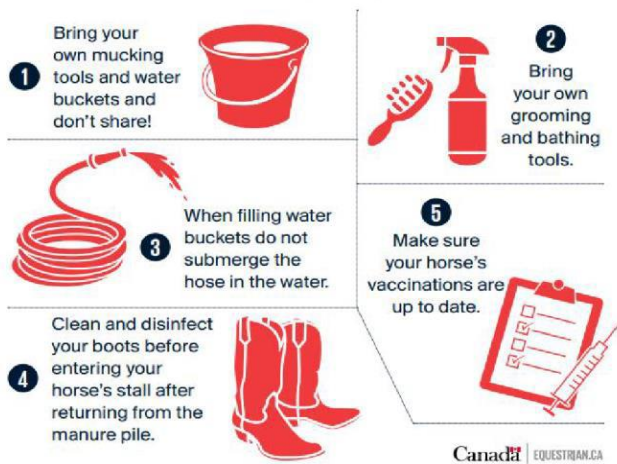 1
Bring your
own mucking
tools and water
buckets and
don't share!
2
Bring
your own
grooming
and bathing
tools.
3
When filling water
buckets do not
submerge the
hose in the water.
4
Clean and disinfect
your boots before
entering your
horse's stall after
returning from the
manure pile.
5
Make sure
your horse's
vaccinations are
up to date.
Canada
EQUESTRIAN.CA